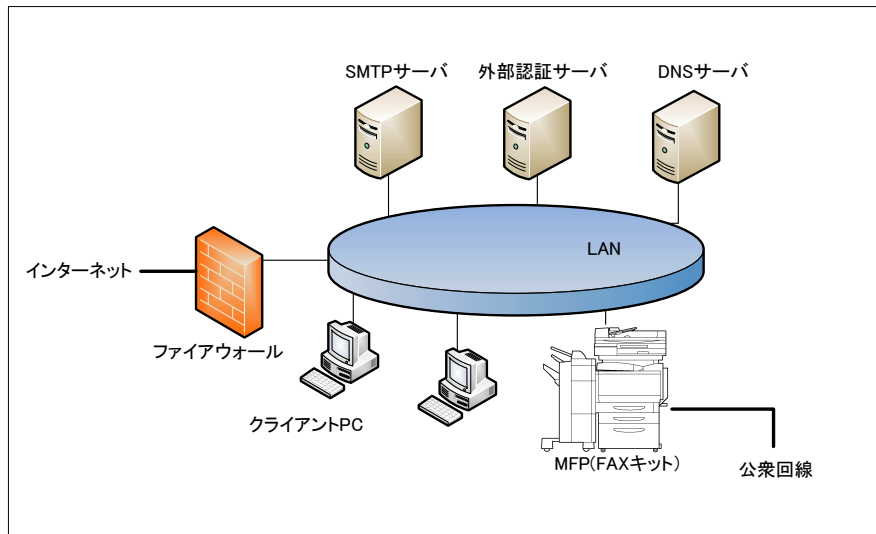 SMTPサーバ
外部認証サーバ
DNSサーバ
LAN
インターネット
ファイアウォール
クライアントPC
MFP(FAXキット)
公衆回線